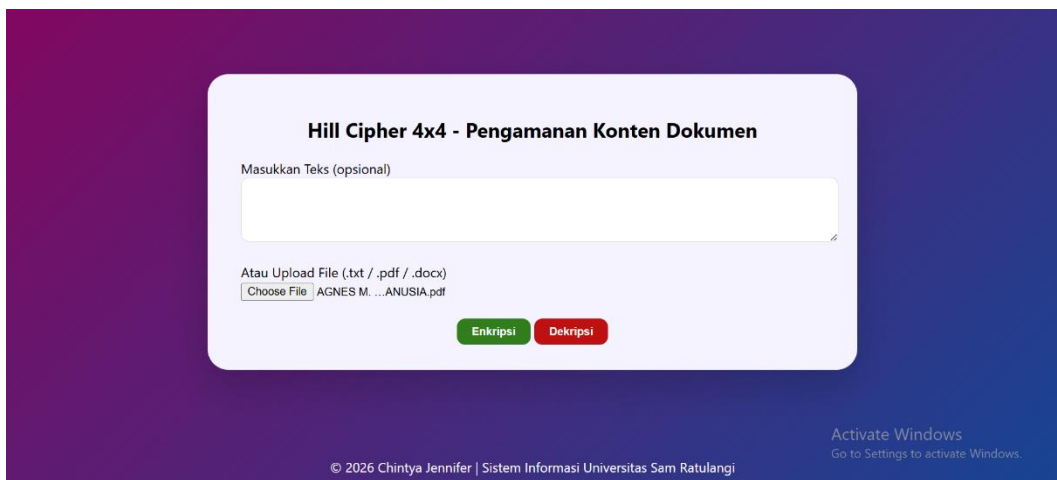 Hill Cipher 4x4 - Pengamanan Konten Dokumen
Masukkan Teks (opsional)
Atau Upload File (.txt / .pdf / .docx)
Choose File AGNES M. ...ANUSIA.pdf
Enkripsi Dekripsi
Activate Windows
Go to Settings to activate Windows.
© 2026 Chintya Jennifer | Sistem Informasi Universitas Sam Ratulangi